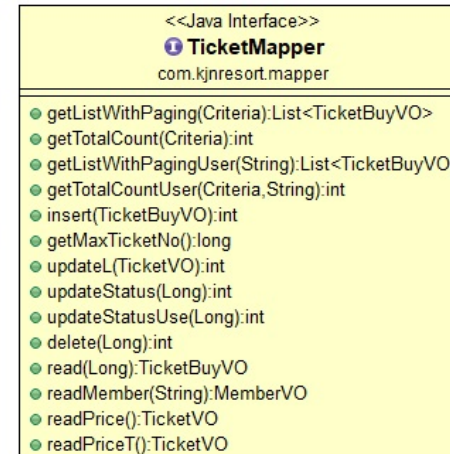 <<Java Interface>>
I TicketMapper
com.kjnresort.mapper
getListWithPaging(Criteria):List<TicketBuyVO>
getTotalCount(Criteria):int
getListWithPagingUser(String):List<TicketBuyVO
getTotalCountUser(Criteria,String):int
insert(TicketBuyVO):int
getMaxTicketNo():long
updateL(TicketVO):int
updateStatus(Long):int
updateStatusUse(Long):int
delete(Long):int
read(Long):TicketBuyVO
readMember(String):MemberVO
readPrice():TicketVO
readPriceT():TicketVO